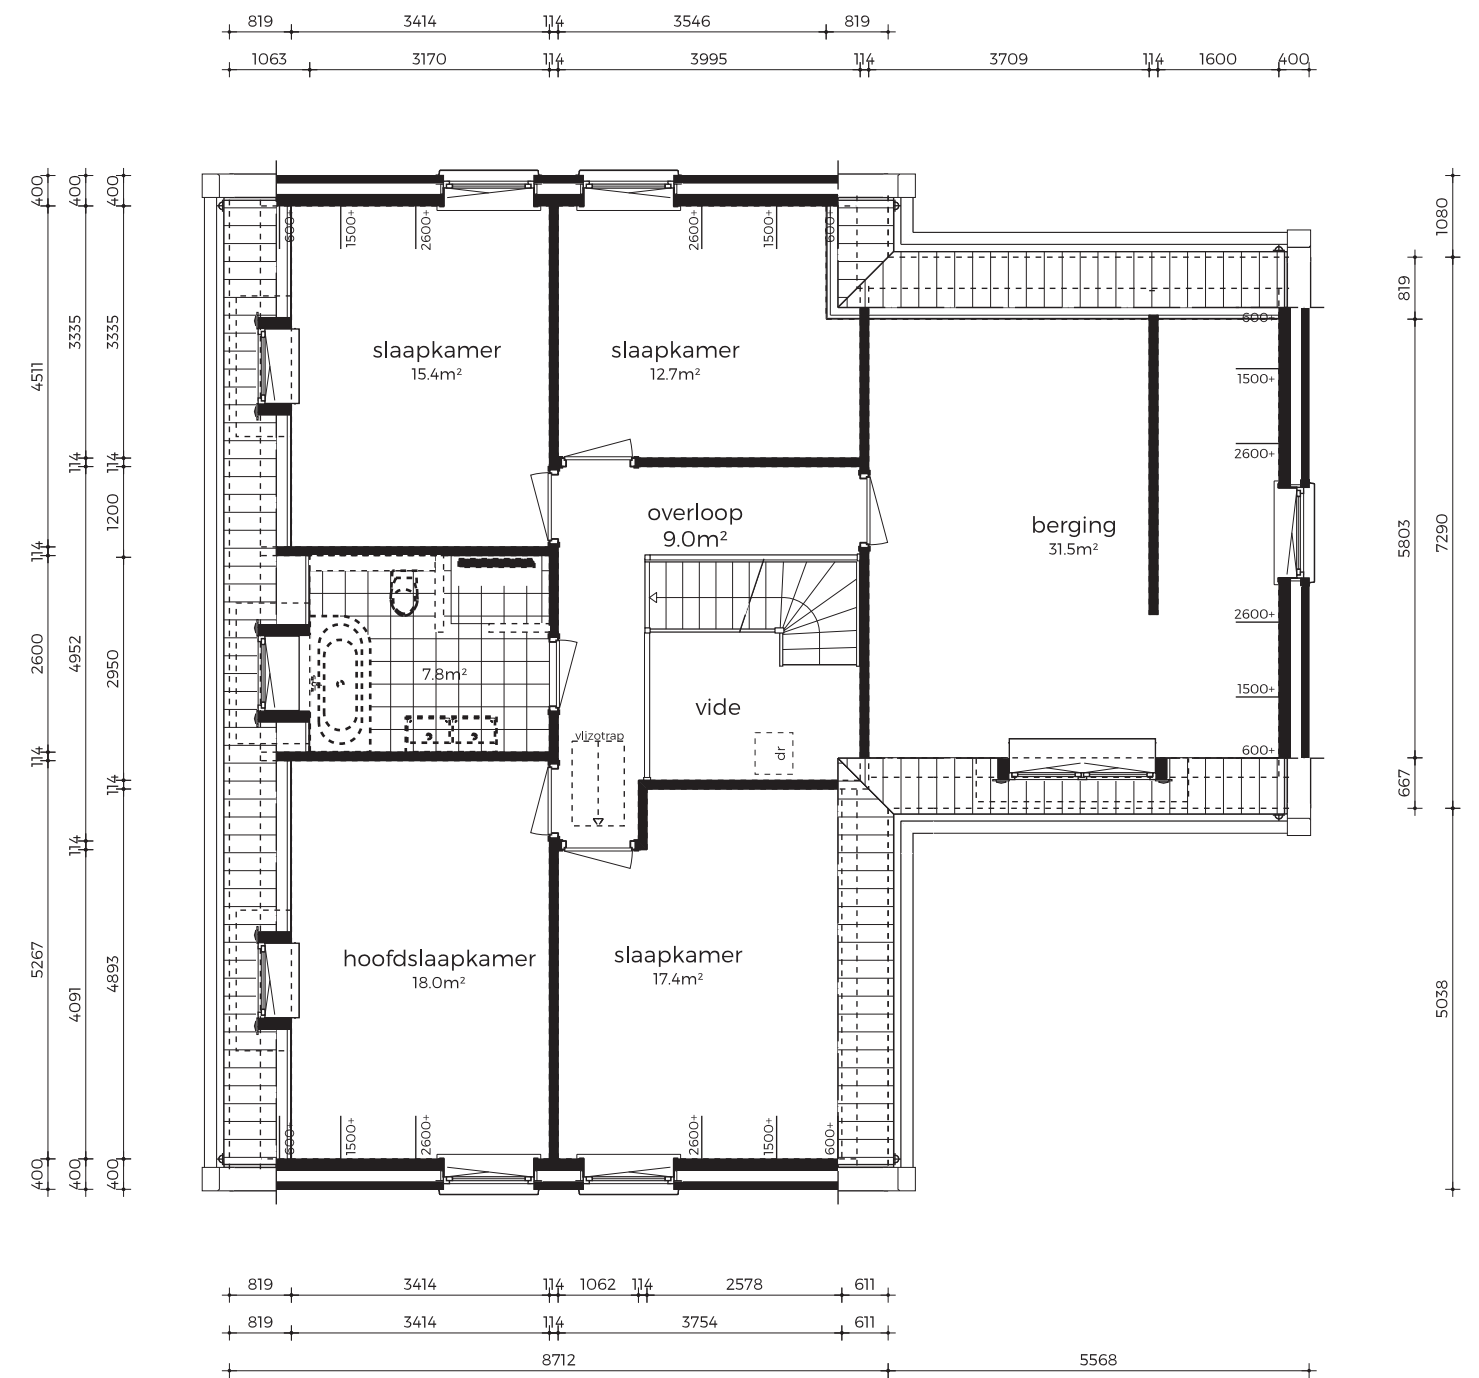 819 3414 114 3546 819
1063 3170 114 3995 114 3709 114 1600 400
400 400 400
4511 3335 3335
114 114
1200
114
2600 4952 2950
114 114
114
5267 4091 4893
400 400 400
1080
819
5803 7290
667
5038
600+ 1500+ 2600+ 2600+ 1500+ 600+
slaapkamer
15.4m²
slaapkamer
12.7m²
600+
1500+
2600+
overloop
9.0m²
berging
31.5m²
2600+
1500+
600+
7.8m²
vide
vlizotrap
dr
hoofdslaapkamer
18.0m²
slaapkamer
17.4m²
600+ 1500+ 2600+ 2600+ 1500+ 600+
819 3414 114 1062 114 2578 611
819 3414 114 3754 611
8712 5568